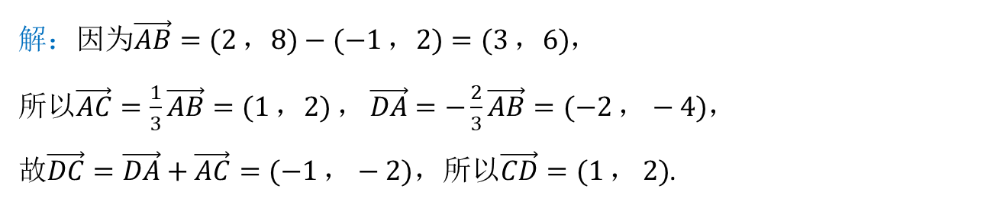 解：因为$\overrightarrow{AB}=(2，8)-(-1，2)=(3，6)$，
所以$\overrightarrow{AC}=\frac{1}{3}\overrightarrow{AB}=(1，2)$，$\overrightarrow{DA}=-\frac{2}{3}\overrightarrow{AB}=(-2，-4)$，
故$\overrightarrow{DC}=\overrightarrow{DA}+\overrightarrow{AC}=(-1，-2)$，所以$\overrightarrow{CD}=(1，2)$.